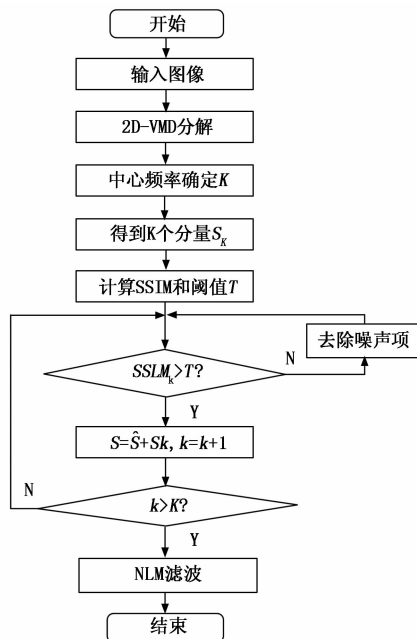 开始
输入图像
2D-VMD分解
中心频率确定K
得到K个分量S_K
计算SSIM和阈值T
去除噪声项
N
SSLM_k>T?
Y
S=Ŝ+Sk, k=k+1
N
k>K?
Y
NLM滤波
结束